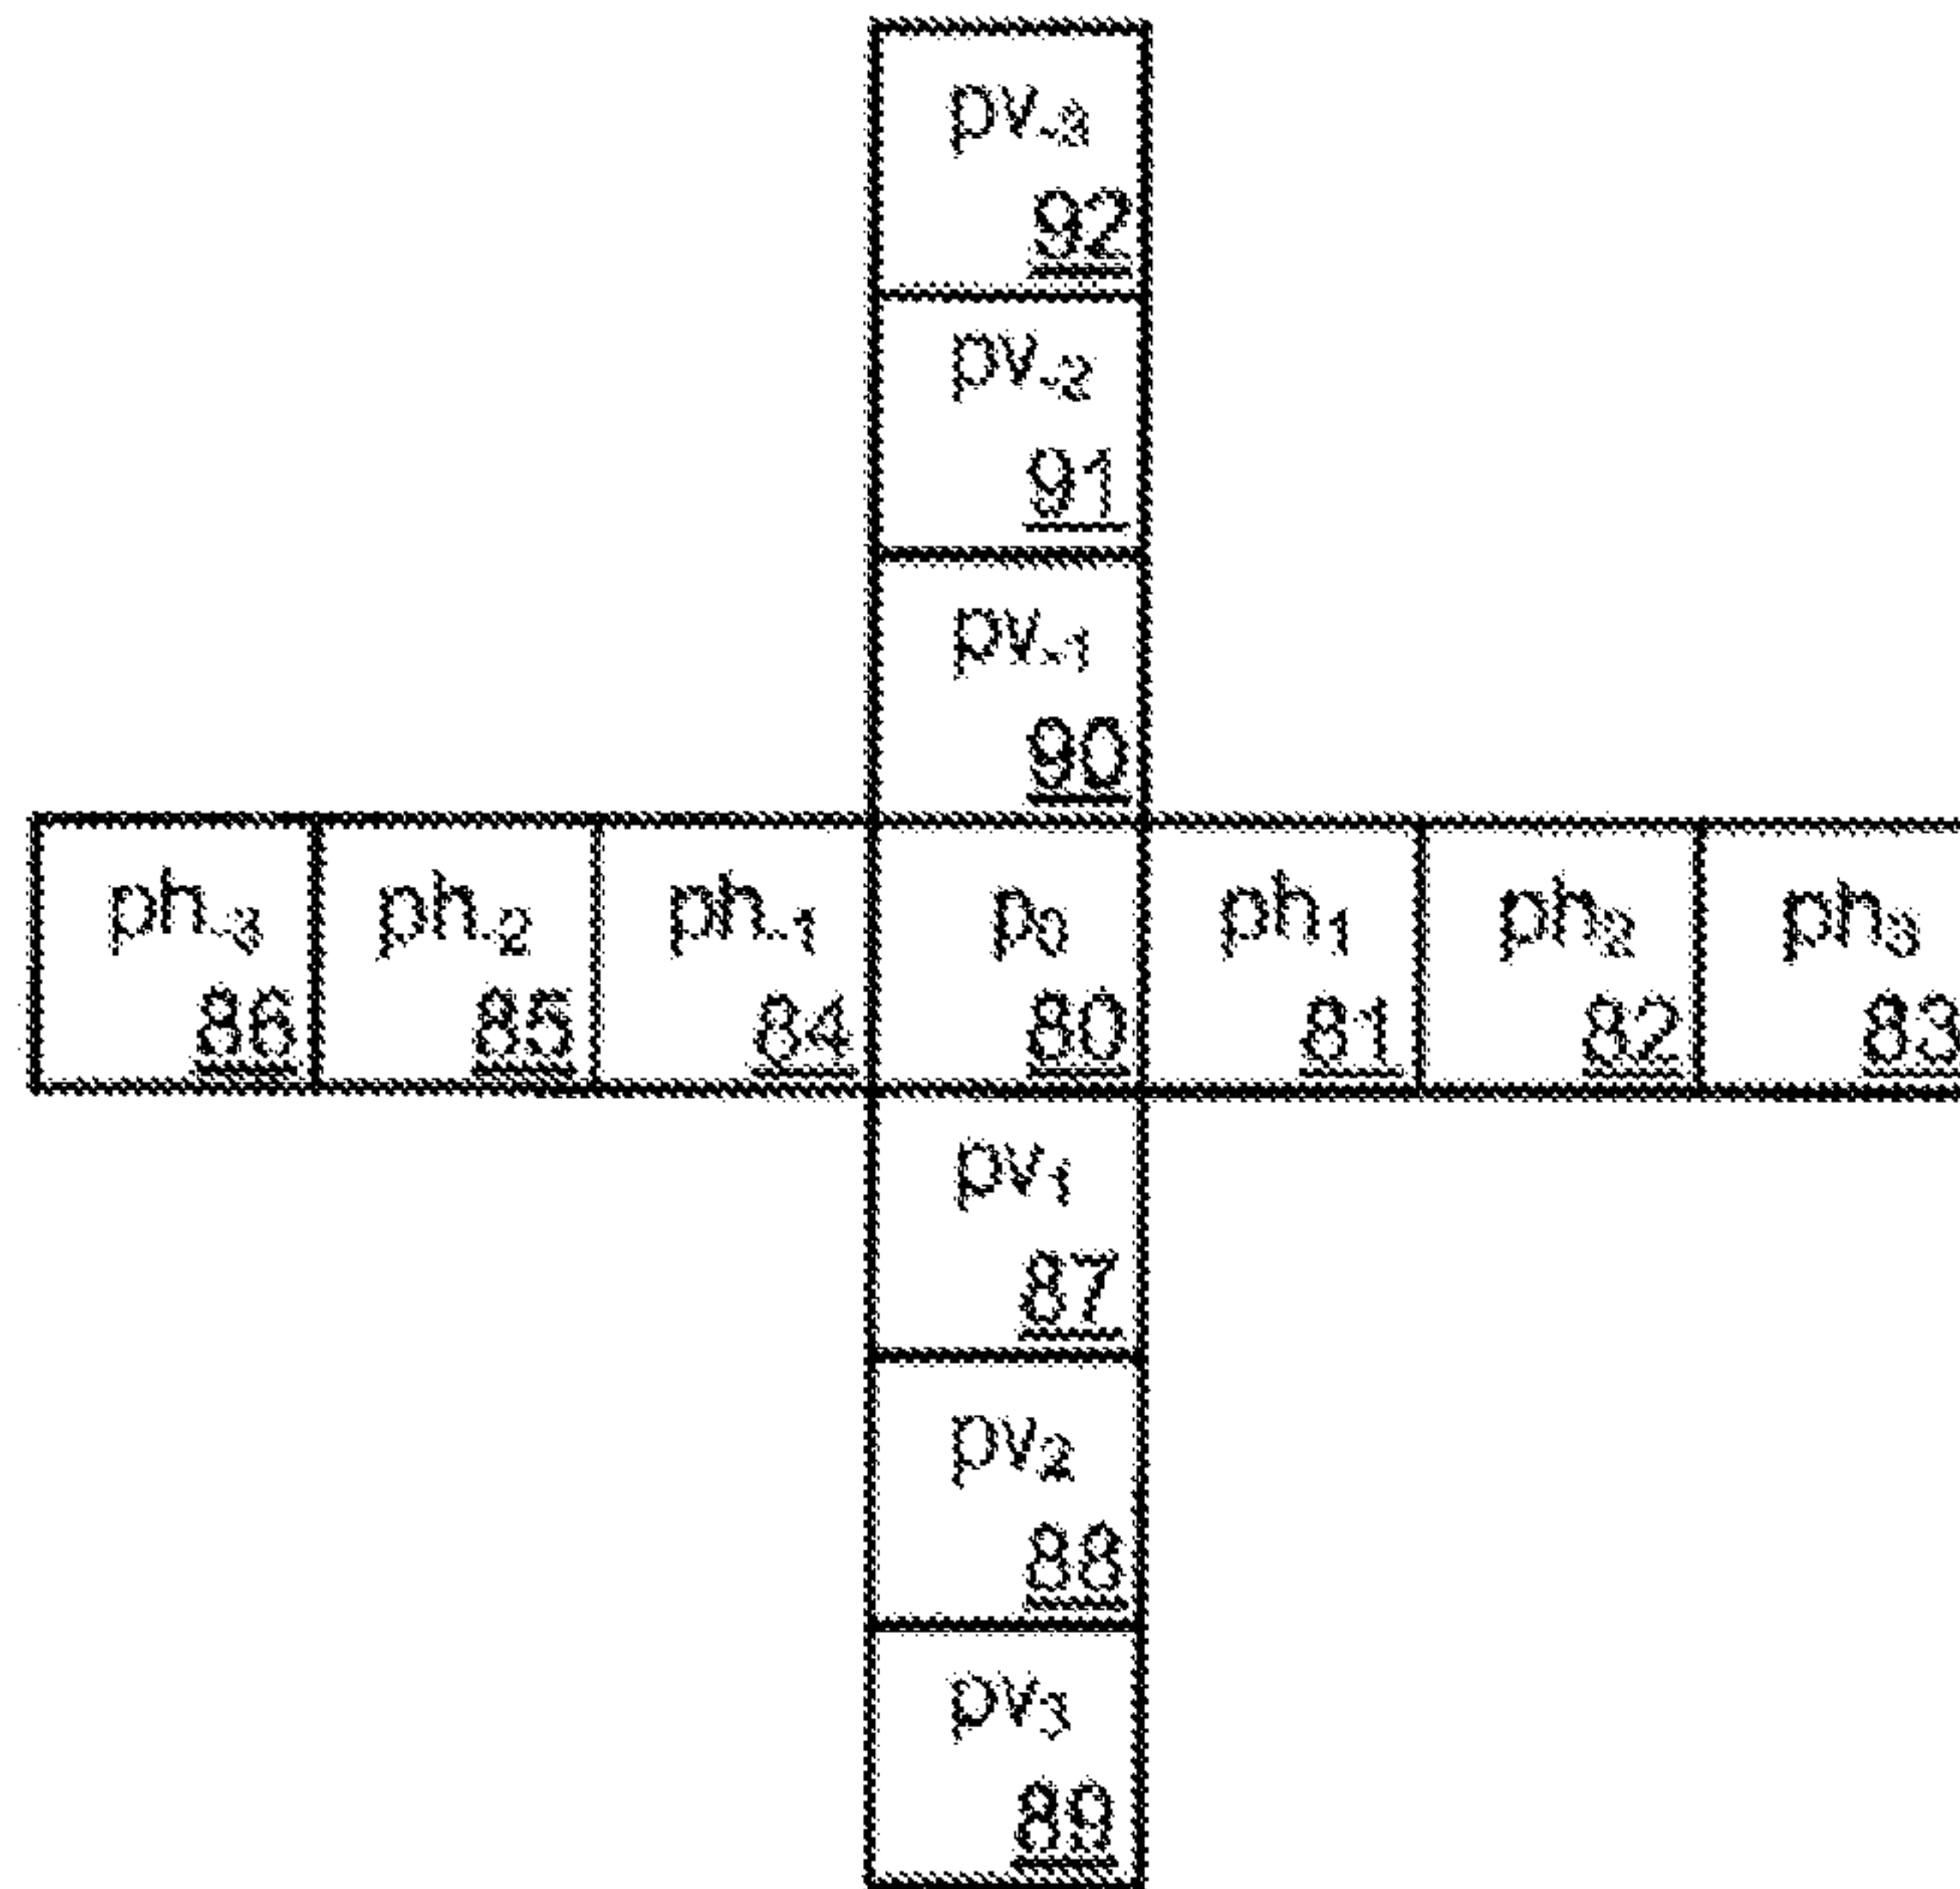 pv₋₃
92
pv₋₂
91
pv₋₁
90
ph₋₃ ph₋₂ ph₋₁ p₀ ph₁ ph₂ ph₃
86 85 84 80 81 82 83
pv₁
87
pv₂
88
pv₃
89